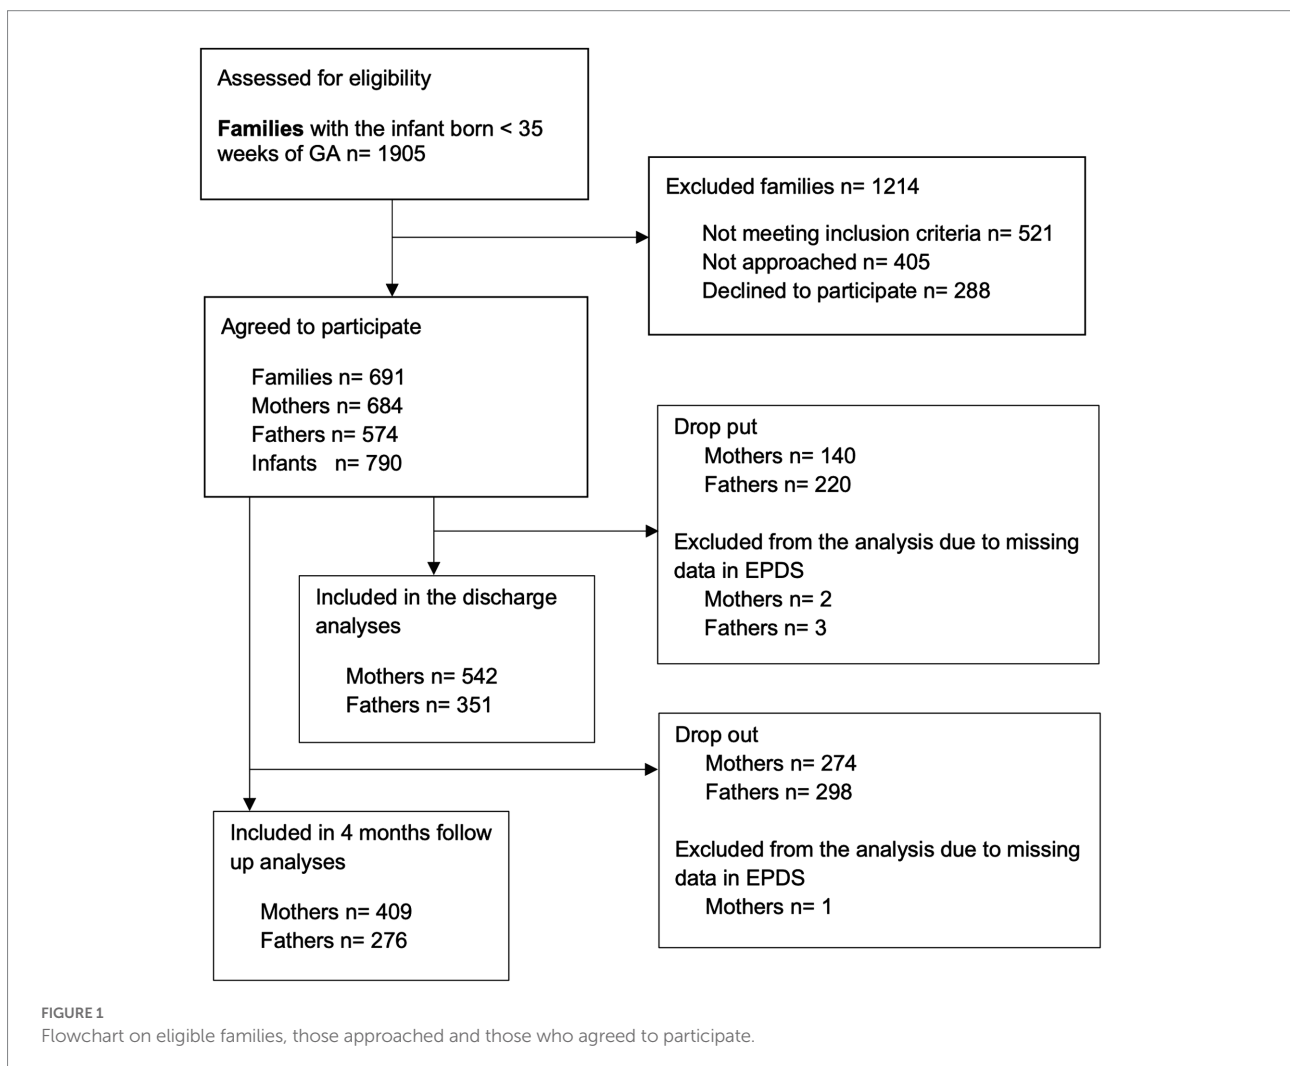 Assessed for eligibility
Families with the infant born < 35
weeks of GA n= 1905
Excluded families n= 1214
Not meeting inclusion criteria n= 521
Not approached n= 405
Declined to participate n= 288
Agreed to participate
Families n= 691
Mothers n= 684
Fathers n= 574
Infants n= 790
Drop put
Mothers n= 140
Fathers n= 220
Excluded from the analysis due to missing
data in EPDS
Mothers n= 2
Fathers n= 3
Included in the discharge
analyses
Mothers n= 542
Fathers n= 351
Drop out
Mothers n= 274
Fathers n= 298
Excluded from the analysis due to missing
data in EPDS
Mothers n= 1
Included in 4 months follow
up analyses
Mothers n= 409
Fathers n= 276
FIGURE 1
Flowchart on eligible families, those approached and those who agreed to participate.